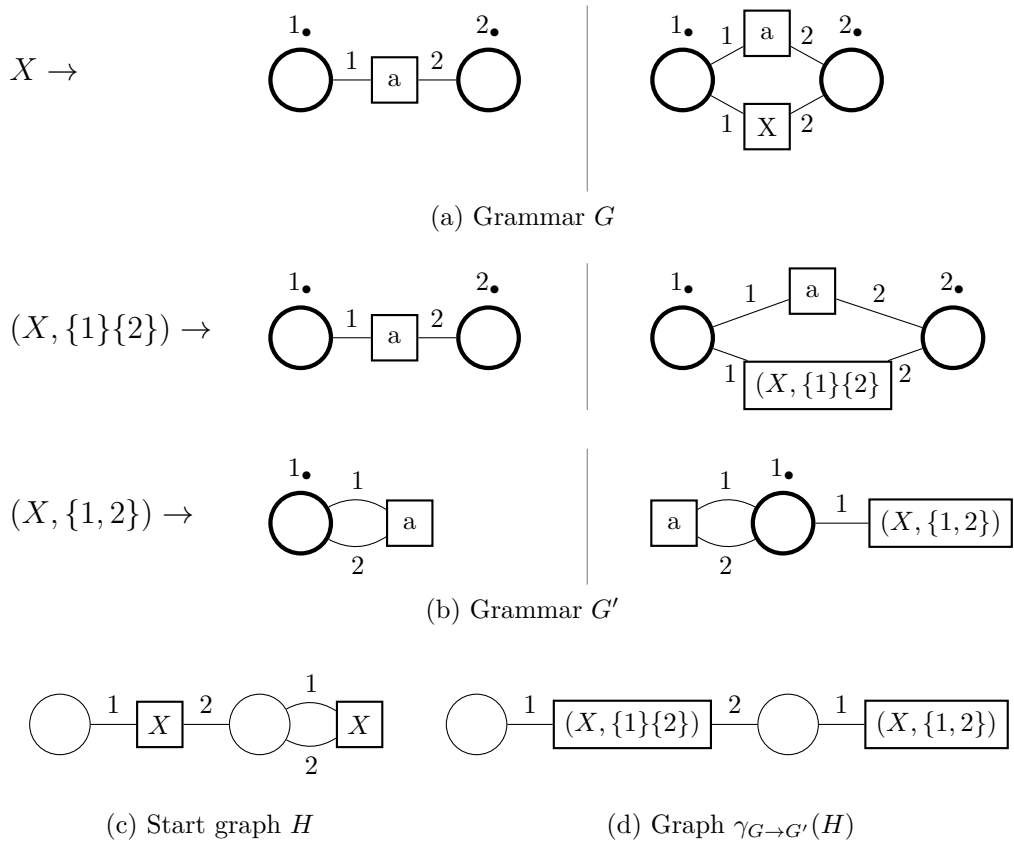 1• 2• 1• 2•
X → 1 a 2 1 a 2
1 X 2
(a) Grammar G
1• 2• 1• 2•
(X, {1}{2}) → 1 a 2 1 a 2
1 (X, {1}{2} 2
1• 1 1 1•
(X, {1, 2}) → a a 1 (X, {1, 2})
2 2
(b) Grammar G′
1 X 2 1 X 1 (X, {1}{2}) 2 1 (X, {1, 2})
2
(c) Start graph H (d) Graph γG→G′(H)